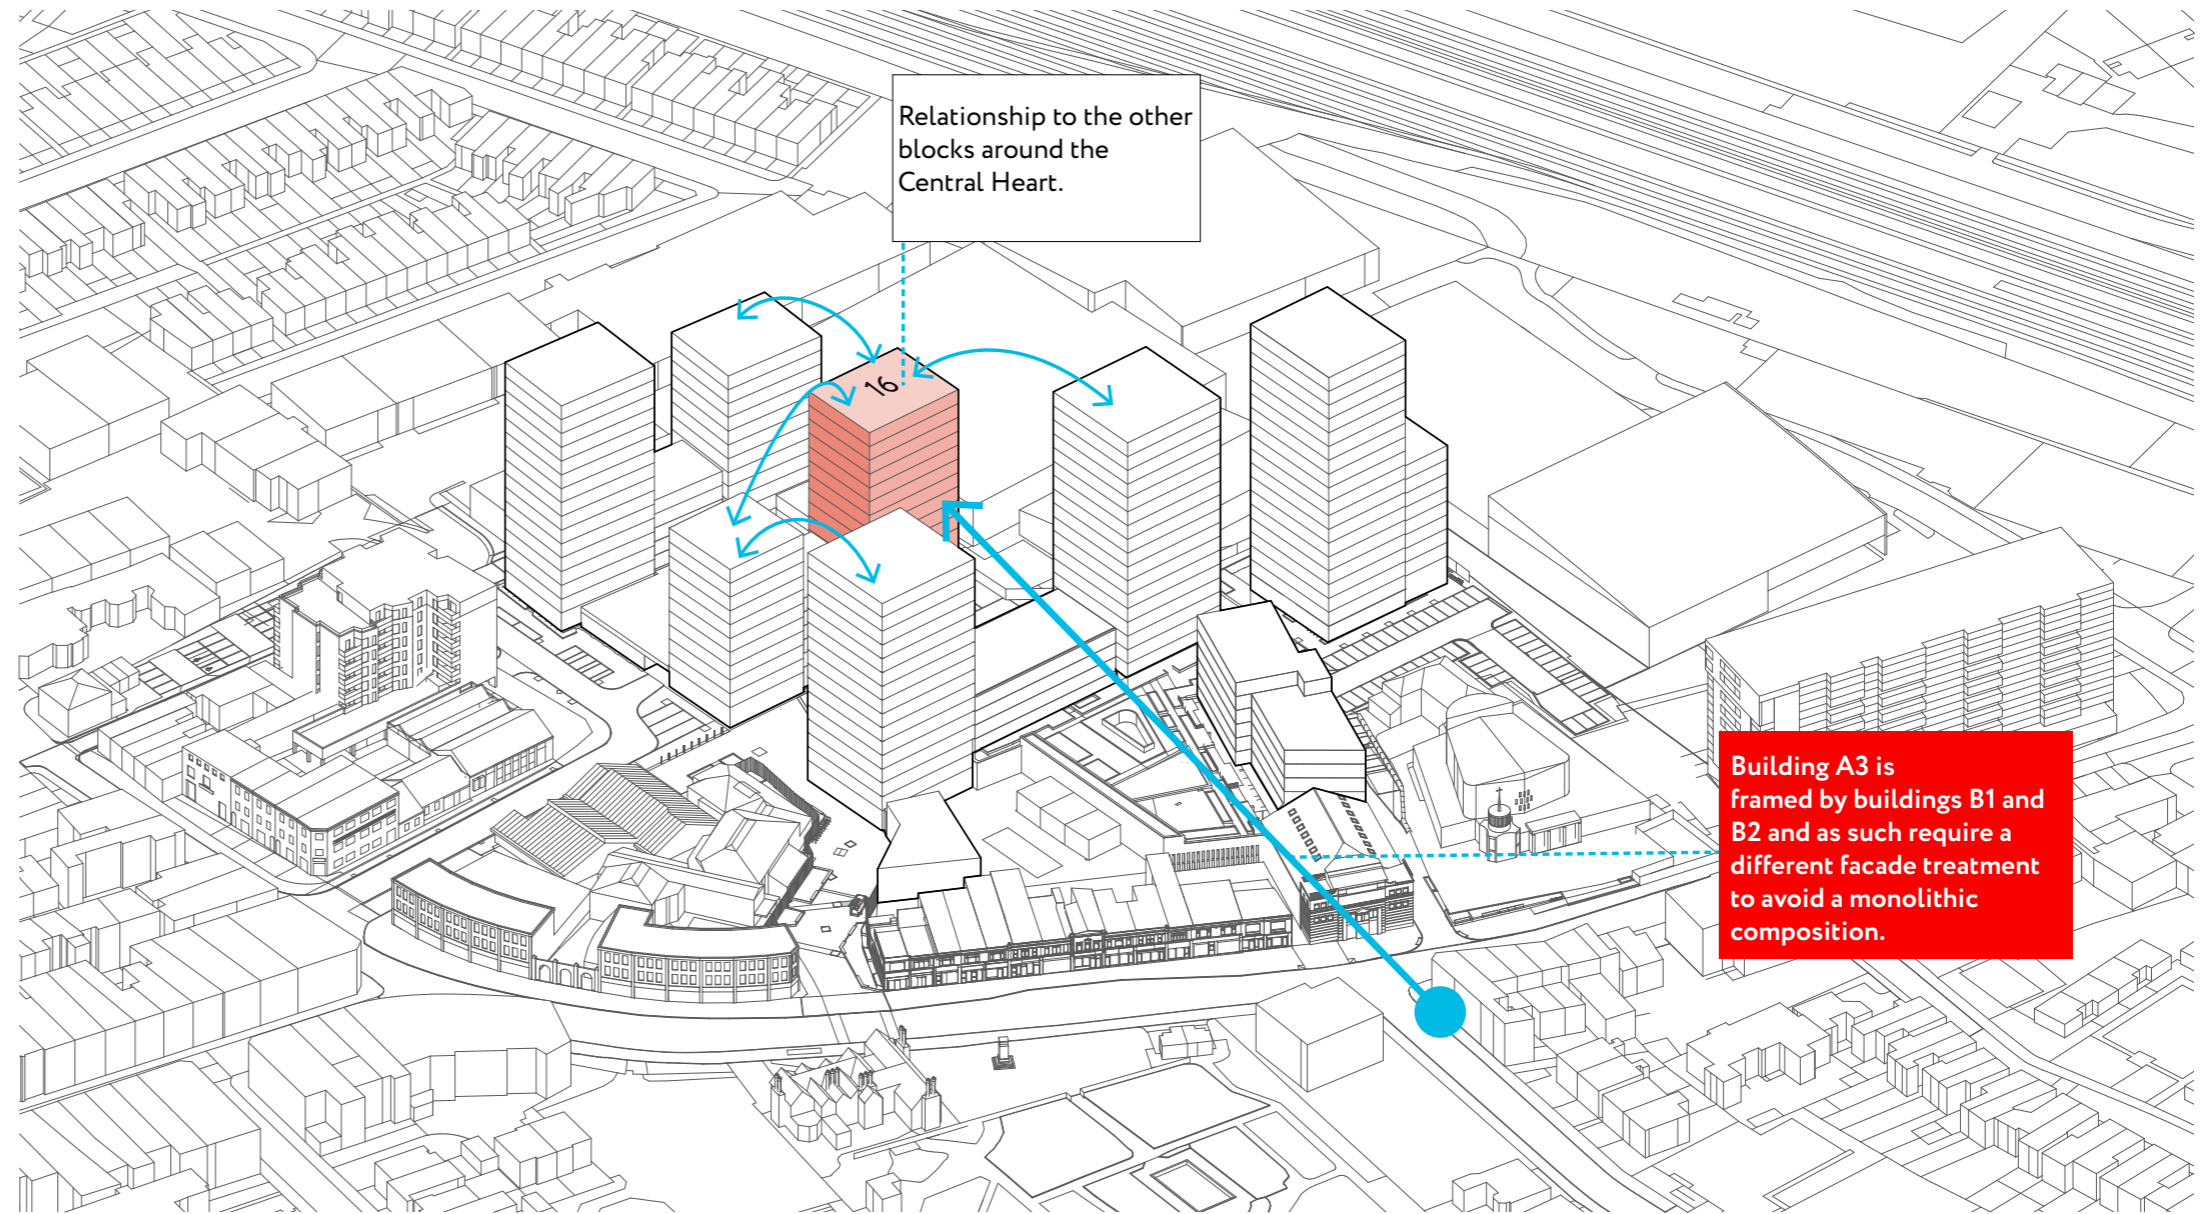 Relationship to the other
blocks around the
Central Heart.
16
Building A3 is
framed by buildings B1 and
B2 and as such require a
different facade treatment
to avoid a monolithic
composition.